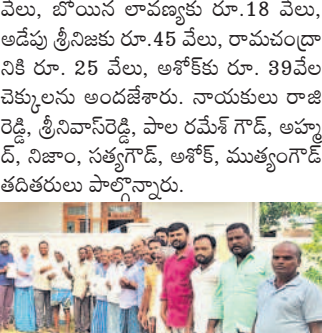 వేలు, బోయిన లావణ్యకు రూ.18 వేలు,
అడేపు శ్రీనిజకు రూ.45 వేలు, రామచంద్రా
నికి రూ. 25 వేలు, అశోక్‌కు రూ. 39వేల
చెక్కులను అందజేశారు. నాయకులు రాజి
రెడ్డి, శ్రీనివాస్‌రెడ్డి, పాల రమేశ్ గౌడ్, అహ్మ
ద్, నిజాం, సత్యగౌడ్, అశోక్, ముత్యంగౌడ్
తదితరులు పాల్గొన్నారు.